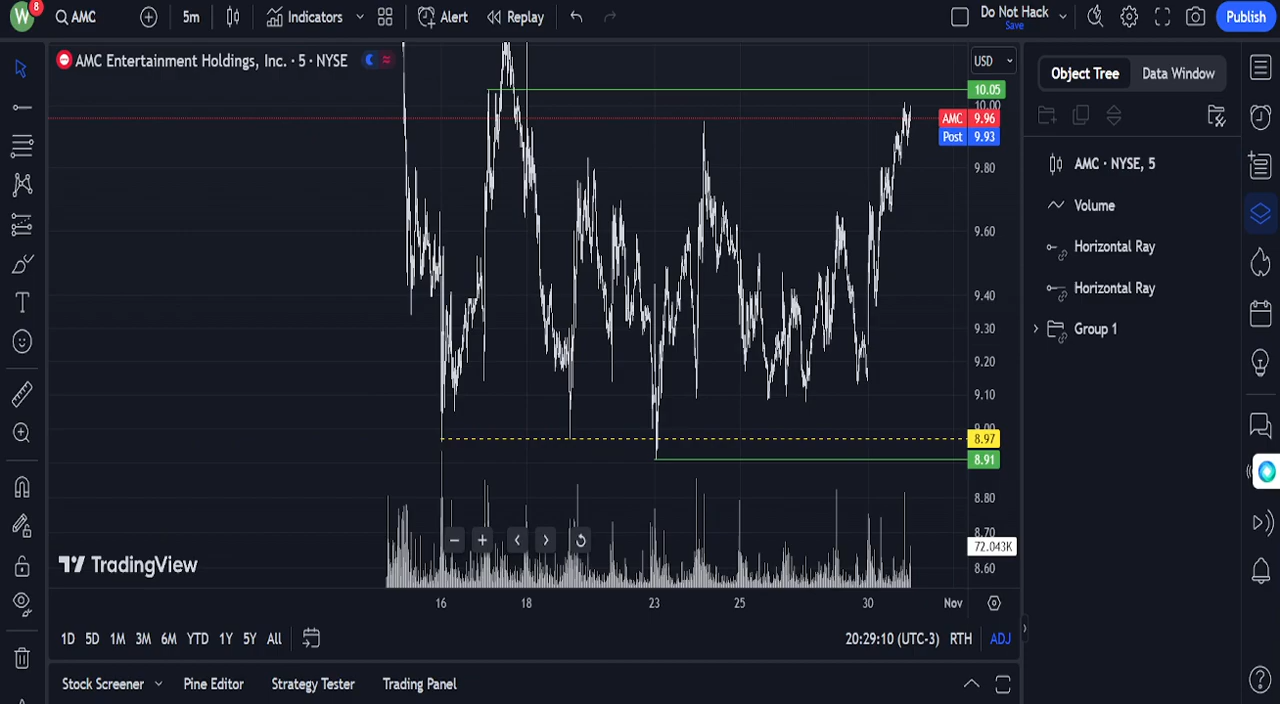 W 8 AMC 5m Indicators Alert Replay Do Not Hack Save Publish
AMC Entertainment Holdings, Inc. · 5 · NYSE
USD
Object Tree Data Window
10.05
10.00
AMC 9.96
Post 9.93
9.80
9.60
9.40
9.30
9.20
9.10
9.00
8.97
8.91
8.80
8.70
72.043K
8.60
AMC · NYSE, 5
Volume
Horizontal Ray
Horizontal Ray
Group 1
TradingView
16 18 23 25 30 Nov
1D 5D 1M 3M 6M YTD 1Y 5Y All 20:29:10 (UTC-3) RTH ADJ
Stock Screener Pine Editor Strategy Tester Trading Panel